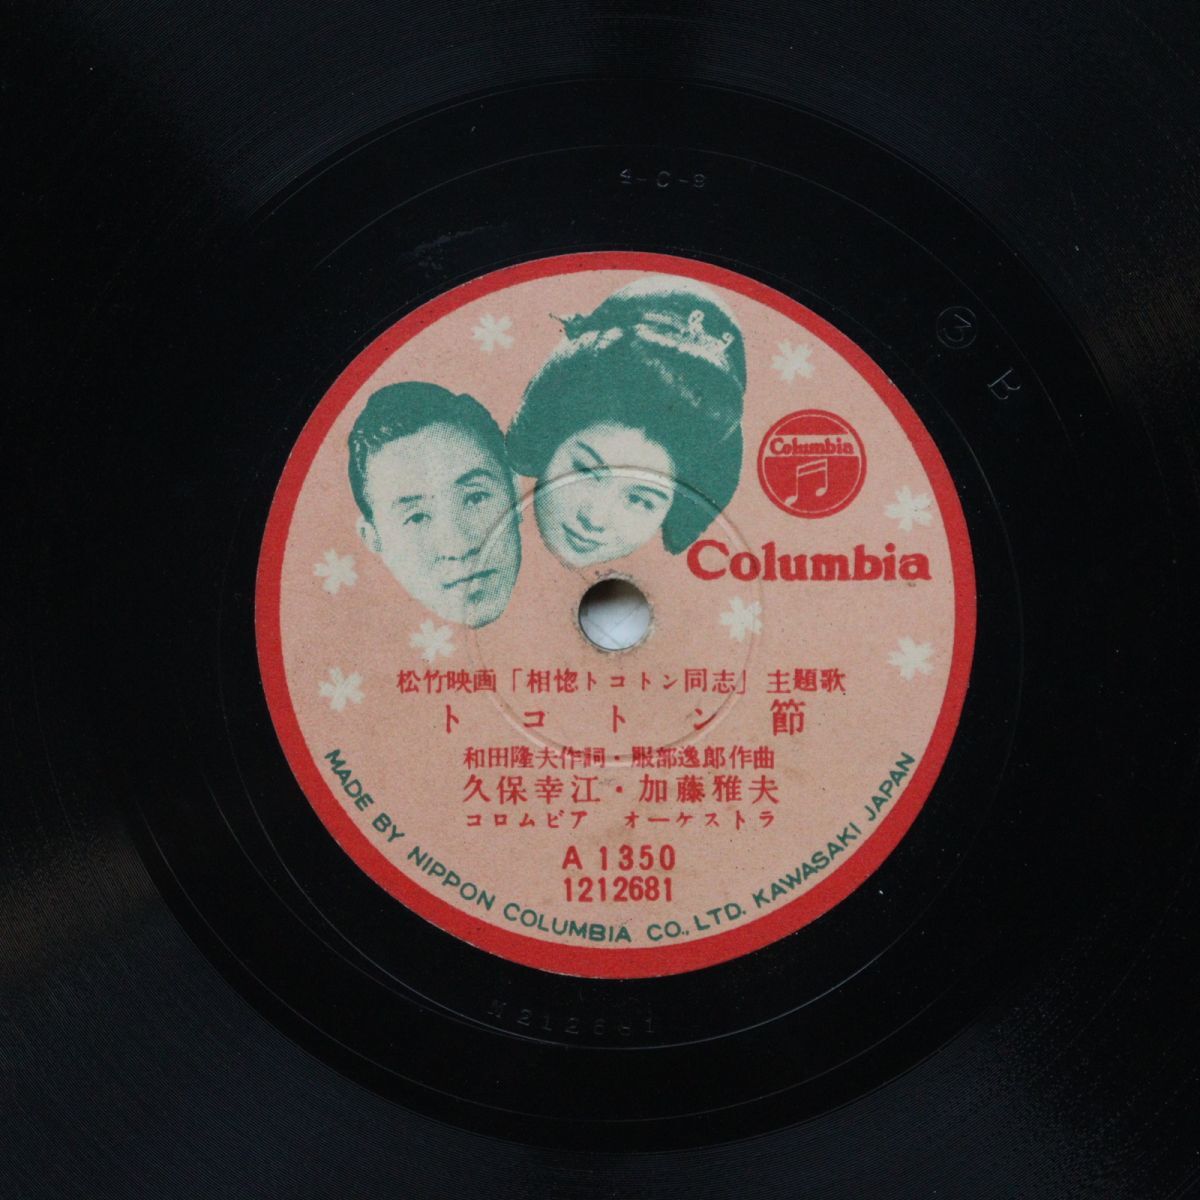 4-C-9
③ B
Columbia
Columbia
松竹映画「相惚トコトン同志」主題歌
トコトン節
和田隆夫作詞・服部逸郎作曲
久保幸江・加藤雅夫
コロムビア オーケストラ
A 1350
1212681
MADE BY NIPPON COLUMBIA CO., LTD. KAWASAKI JAPAN
M212681